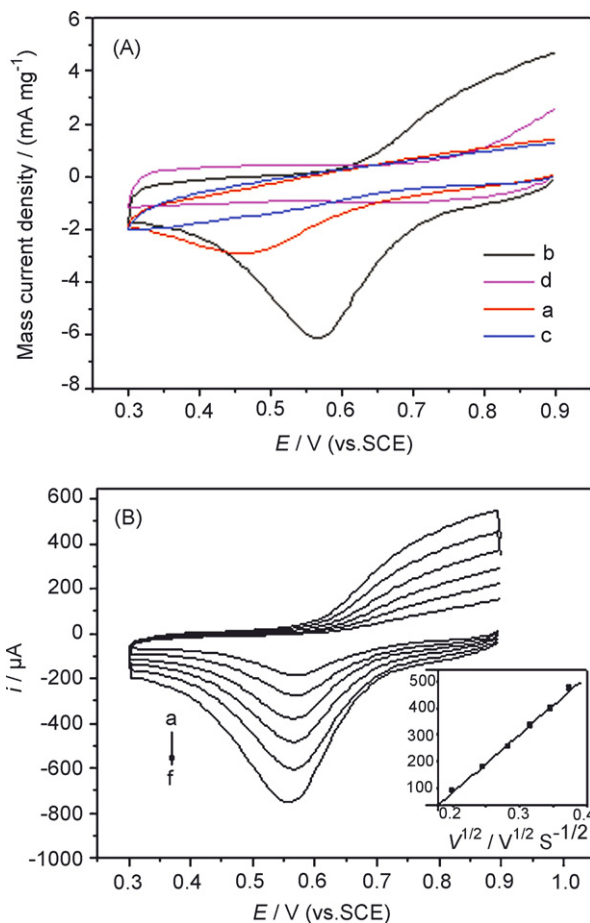 (A)
Mass current density / (mA mg⁻¹)
6
4
2
0
-2
-4
-6
-8
b
d
a
c
0.3 0.4 0.5 0.6 0.7 0.8 0.9
E / V (vs.SCE)
(B)
i / µA
600
400
200
0
-200
-400
-600
-800
-1000
a
f
500
400
300
200
100
0.2 0.3 0.4
V^1/2 / V^1/2 S^-1/2
0.3 0.4 0.5 0.6 0.7 0.8 0.9 1.0
E / V (vs.SCE)